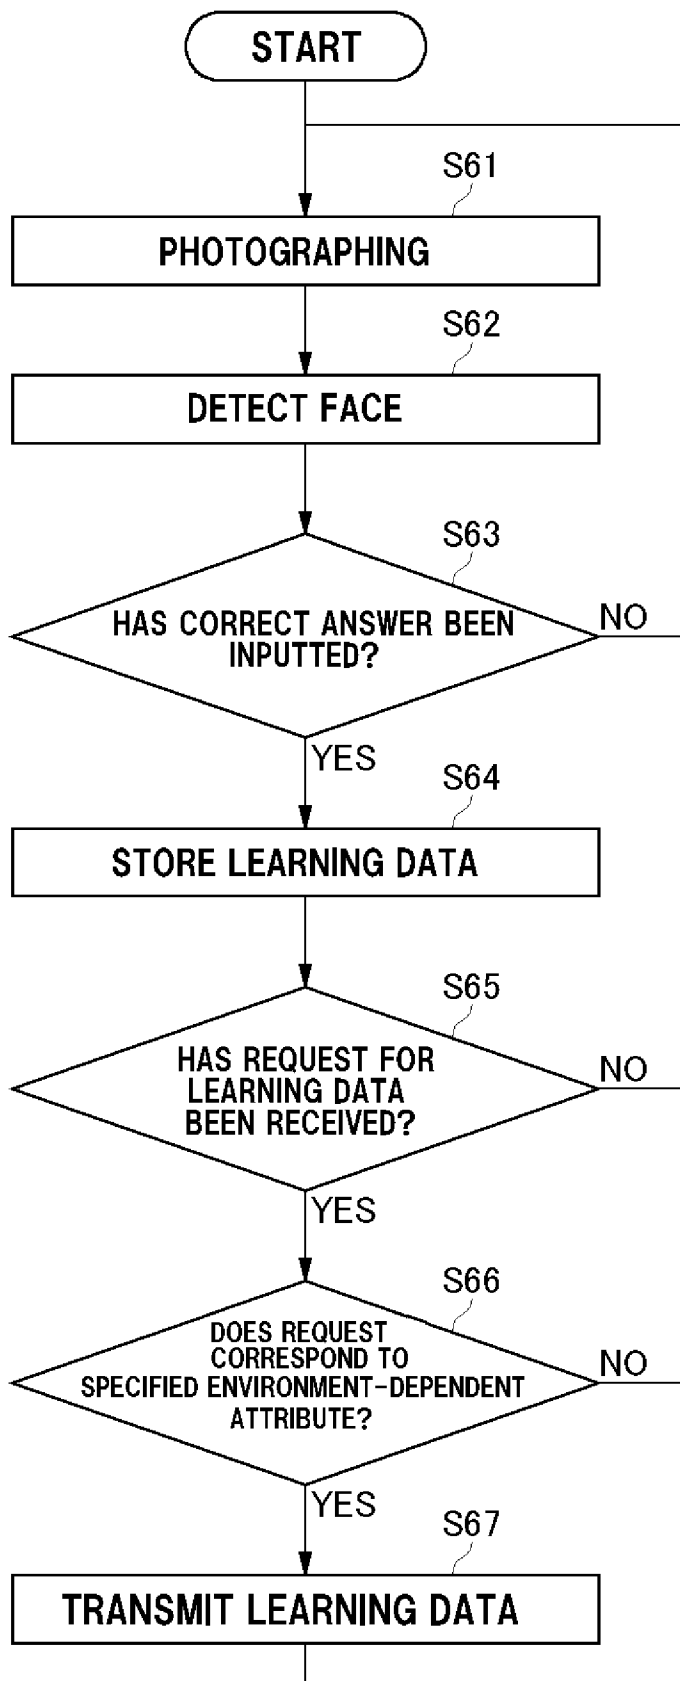 START
S61
PHOTOGRAPHING
S62
DETECT FACE
S63
HAS CORRECT ANSWER BEEN
INPUTTED?
NO
YES
S64
STORE LEARNING DATA
S65
HAS REQUEST FOR
LEARNING DATA
BEEN RECEIVED?
NO
YES
S66
DOES REQUEST
CORRESPOND TO
SPECIFIED ENVIRONMENT-DEPENDENT
ATTRIBUTE?
NO
YES
S67
TRANSMIT LEARNING DATA